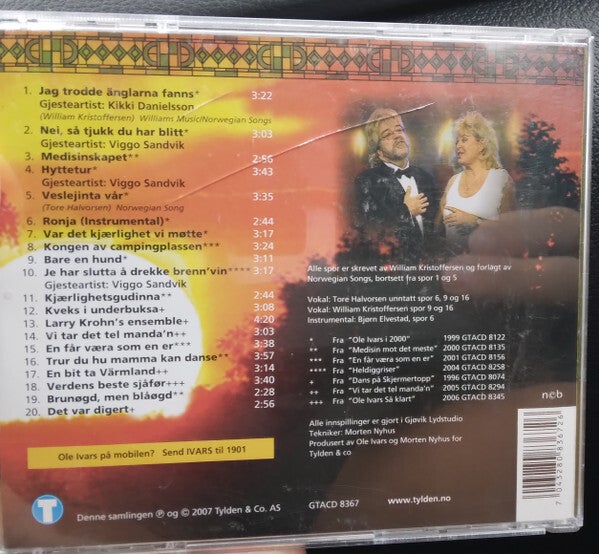 1. Jag trodde änglarna fanns* 3:22
Gjesteartist: Kikki Danielsson
(William Kristoffersen) Williams Music/Norwegian Songs
2. Nei, så tjukk du har blitt* 3:03
Gjesteartist: Viggo Sandvik
3. Medisinskapet** 2:56
4. Hyttetur* 3:43
Gjesteartist: Viggo Sandvik
5. Veslejinta vår* 3:35
(Tore Halvorsen) Norwegian Song
6. Ronja (Instrumental)* 2:44
7. Var det kjærlighet vi møtte* 3:17
8. Kongen av campingplassen*** 3:24
9. Bare en hund* 3:11
10. Je har slutta å drekke brenn'vin**** 3:17
Gjesteartist: Viggo Sandvik
11. Kjærlighetsgudinna** 2:44
12. Kveks i underbuksa+ 3:08
13. Larry Krohn's ensemble+ 4:20
14. Vi tar det tel manda'n++ 3:03
15. En får væra som en er*** 3:38
16. Trur du hu mamma kan danse** 3:57
17. En bit ta Värmland++ 3:14
18. Verdens beste sjåfør+++ 3:40
19. Brunøgd, men blåøgd** 2:28
20. Det var digert+ 2:56
Ole Ivars på mobilen? Send IVARS til 1901
T
Denne samlingen ℗ og © 2007 Tylden & Co. AS
Alle spor er skrevet av William Kristoffersen og forlagt av
Norwegian Songs, bortsett fra spor 1 og 5
Vokal: Tore Halvorsen unntatt spor 6, 9 og 16
Vokal: William Kristoffersen spor 9 og 16
Instrumental: Bjørn Elvestad, spor 6
* Fra "Ole Ivars i 2000" 1999 GTACD 8122
** Fra "Medisin mot det meste" 2000 GTACD 8135
*** Fra "En får væra som en er" 2001 GTACD 8156
**** Fra "Heldiggriser" 2004 GTACD 8258
+ Fra "Dans på Skjermertopp" 1996 GTACD 8074
++ Fra "Vi tar det tel manda'n" 2005 GTACD 8294
+++ Fra "Ole Ivars Så klart" 2006 GTACD 8345
n©b
Alle innspillinger er gjort i Gjøvik Lydstudio
Tekniker: Morten Nyhus
Produsert av Ole Ivars og Morten Nyhus for
Tylden & co
GTACD 8367
www.tylden.no
7 043280 836726